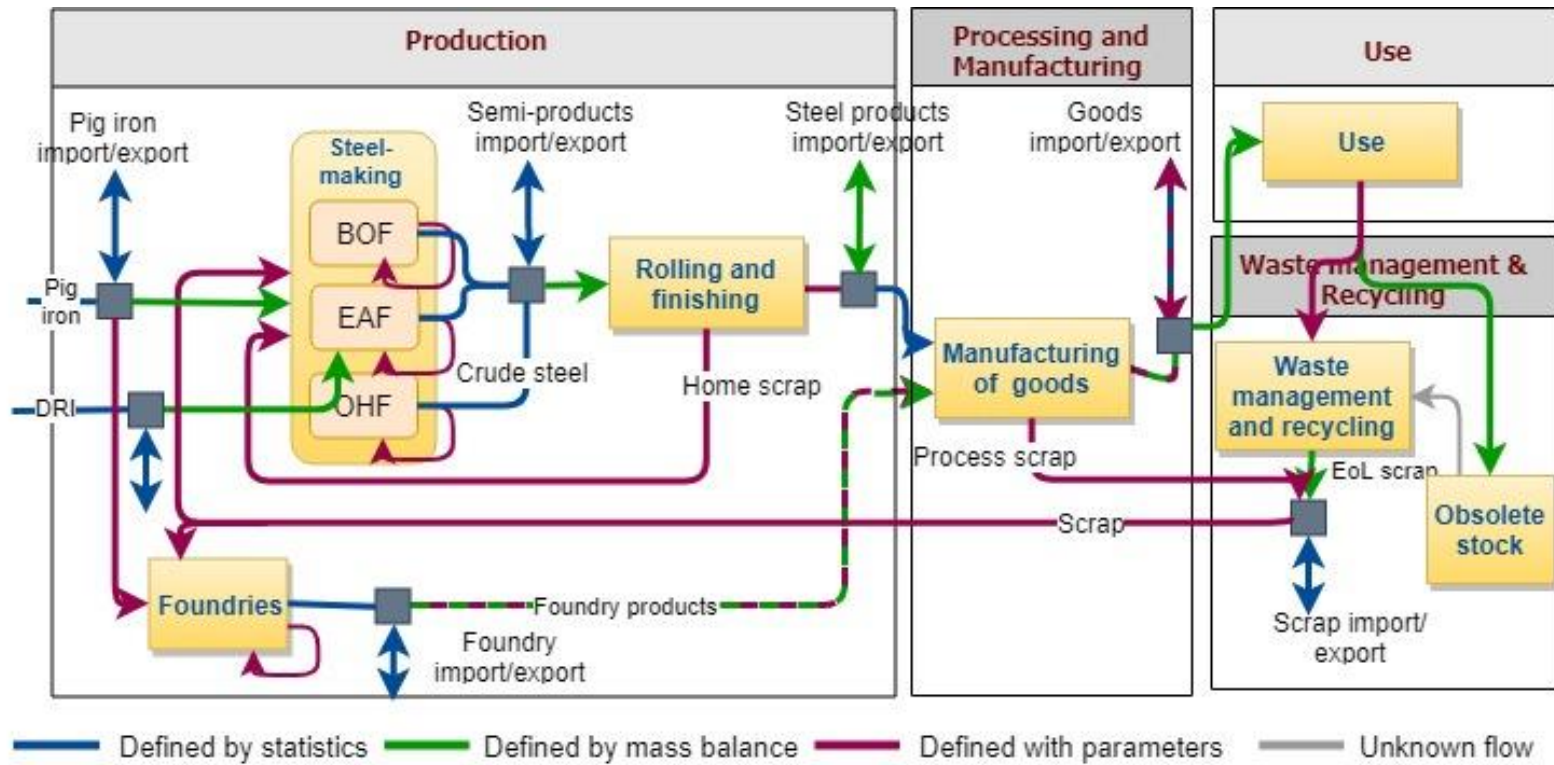 Production
Processing and
Manufacturing
Use
Pig iron
import/export
Steel-
making
Semi-products
import/export
Steel products
import/export
Goods
import/export
Use
BOF
Pig
iron
EAF
Rolling and
finishing
Waste management &
Recycling
Crude steel
Home scrap
Manufacturing
of goods
Waste
management
and recycling
DRI
OHF
Process scrap
EoL scrap
Scrap
Obsolete
stock
Foundries
Foundry products
Foundry
import/export
Scrap import/
export
Defined by statistics
Defined by mass balance
Defined with parameters
Unknown flow